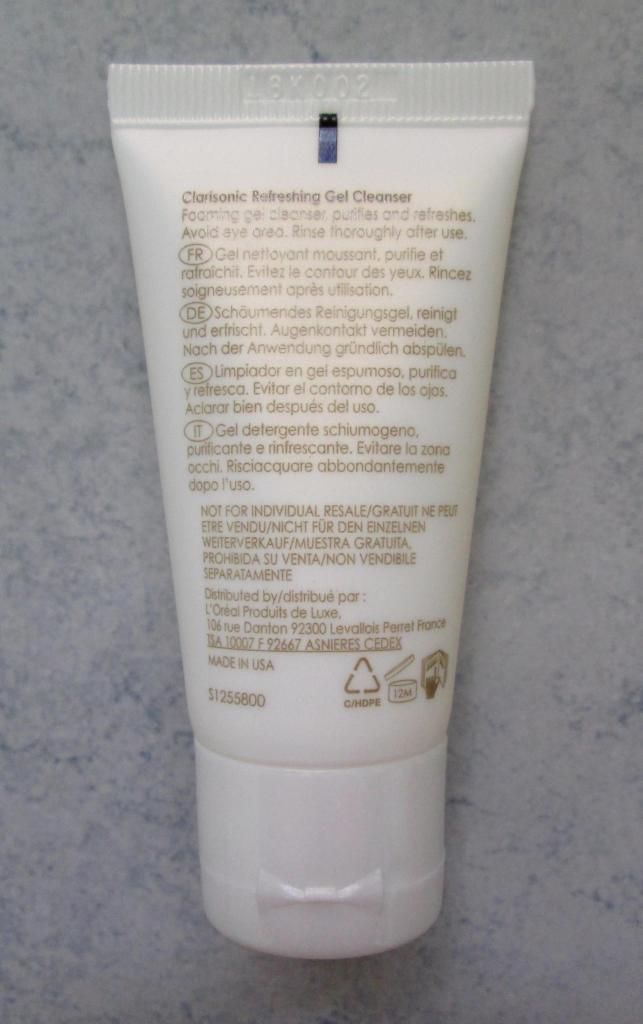 18K002
Clarisonic Refreshing Gel Cleanser
Foaming gel cleanser, purifies and refreshes.
Avoid eye area. Rinse thoroughly after use.
FR Gel nettoyant moussant, purifie et
rafraîchit. Evitez le contour des yeux. Rincez
soigneusement après utilisation.
DE Schäumendes Reinigungsgel, reinigt
und erfrischt. Augenkontakt vermeiden.
Nach der Anwendung gründlich abspülen.
ES Limpiador en gel espumoso, purifica
y refresca. Evitar el contorno de los ojos.
Aclarar bien después del uso.
IT Gel detergente schiumogeno,
purificante e rinfrescante. Evitare la zona
occhi. Risciacquare abbondantemente
dopo l'uso.
NOT FOR INDIVIDUAL RESALE/GRATUIT NE PEUT
ETRE VENDU/NICHT FÜR DEN EINZELNEN
WEITERVERKAUF/MUESTRA GRATUITA,
PROHIBIDA SU VENTA/NON VENDIBILE
SEPARATAMENTE
Distributed by/distribué par :
L'Oréal Produits de Luxe,
106 rue Danton 92300 Levallois Perret France
TSA 10007 F 92667 ASNIERES CEDEX
MADE IN USA
S1255800
C/HDPE
12M